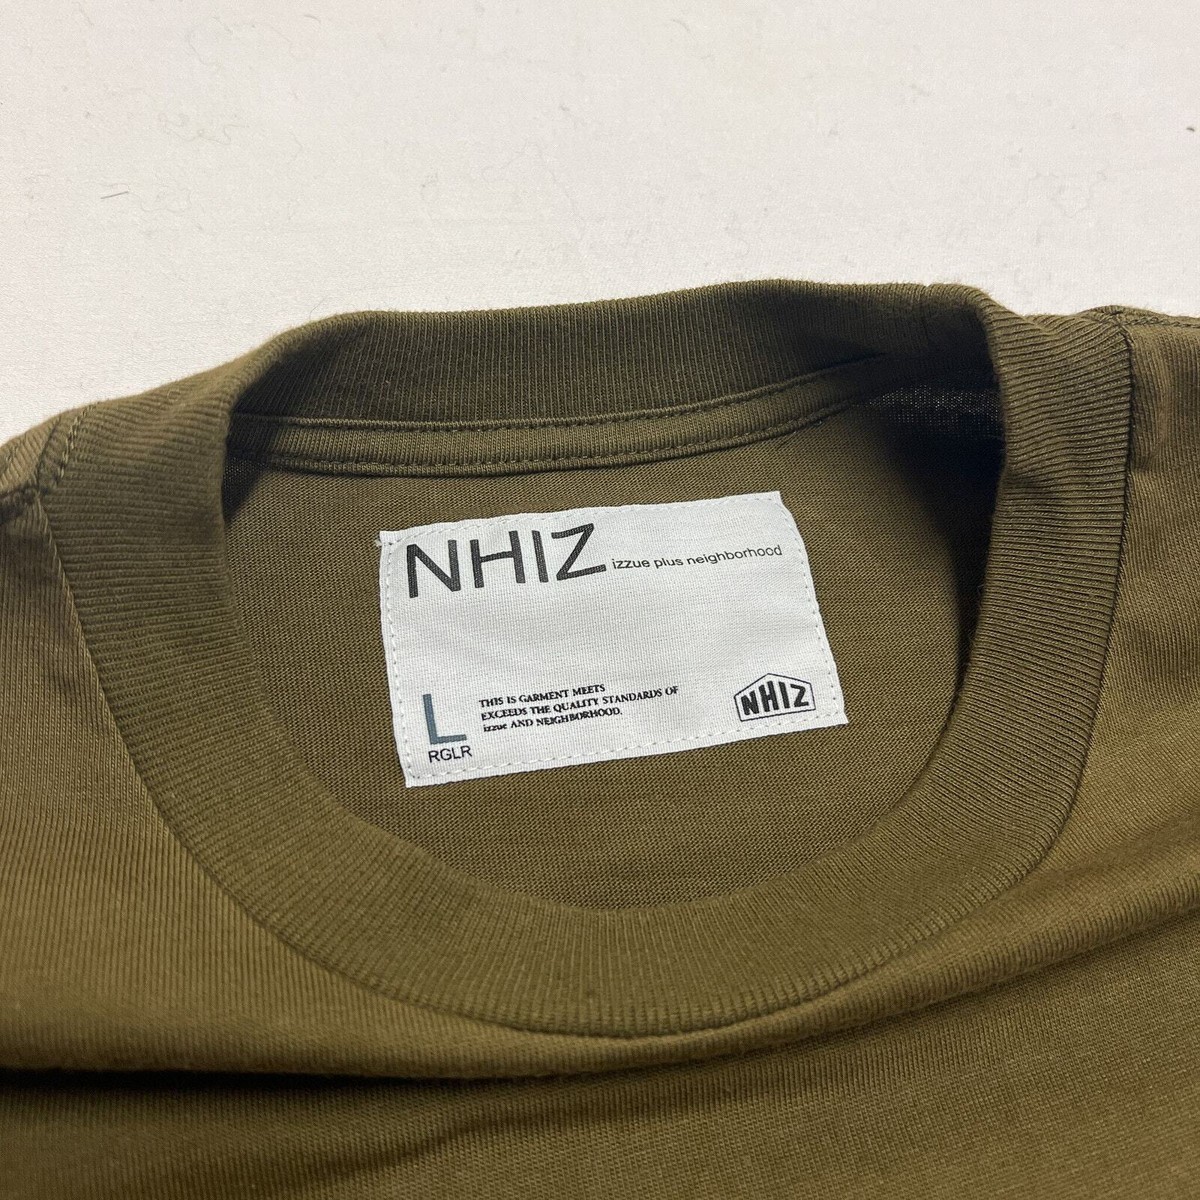 NHIZ izzue plus neighborhood
L
RGLR
THIS IS GARMENT MEETS
EXCEEDS THE QUALITY STANDARDS OF
izzue AND NEIGHBORHOOD.
NHIZ